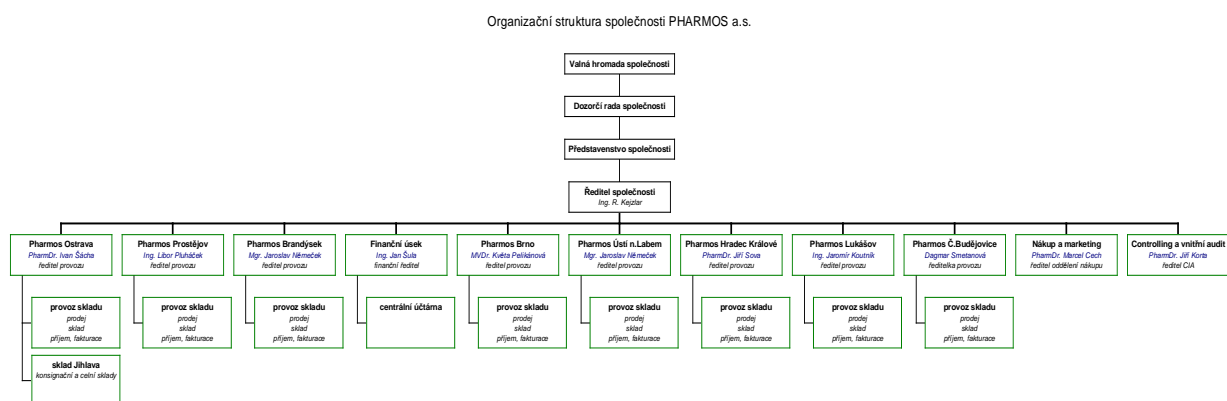 Organizační struktura společnosti PHARMOS a.s.
Valná hromada společnosti
Dozorčí rada společnosti
Představenstvo společnosti
Ředitel společnosti
Ing. R. Kejzlar
Pharmos Ostrava
PharmDr. Ivan Šácha
ředitel provozu
Pharmos Prostějov
Ing. Libor Pluháček
ředitel provozu
Pharmos Brandýsek
Mgr. Jaroslav Němeček
ředitel provozu
Finanční úsek
Ing. Jan Šula
finanční ředitel
Pharmos Brno
MVDr. Květa Pelikánová
ředitel provozu
Pharmos Ústí n.Labem
Mgr. Jaroslav Němeček
ředitel provozu
Pharmos Hradec Králové
PharmDr. Jiří Sova
ředitel provozu
Pharmos Lukášov
Ing. Jaromír Koutník
ředitel provozu
Pharmos Č.Budějovice
Dagmar Smetanová
ředitelka provozu
Nákup a marketing
PharmDr. Marcel Cech
ředitel oddělení nákupu
Controlling a vnitřní audit
PharmDr. Jiří Korta
ředitel CIA
provoz skladu
prodej
sklad
příjem, fakturace
provoz skladu
prodej
sklad
příjem, fakturace
provoz skladu
prodej
sklad
příjem, fakturace
centrální účtárna
provoz skladu
prodej
sklad
příjem, fakturace
provoz skladu
prodej
sklad
příjem, fakturace
provoz skladu
prodej
sklad
příjem, fakturace
provoz skladu
prodej
sklad
příjem, fakturace
provoz skladu
prodej
sklad
příjem, fakturace
sklad Jihlava
konsignační a celní sklady